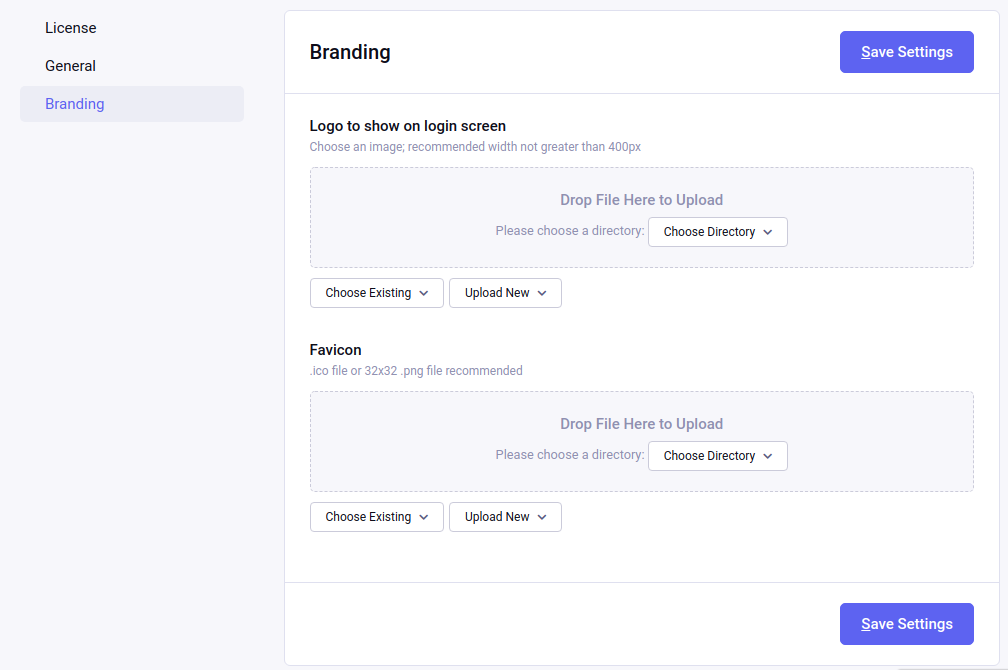 License
General
Branding
Branding
Save Settings
Logo to show on login screen
Choose an image; recommended width not greater than 400px
Drop File Here to Upload
Please choose a directory: Choose Directory
Choose Existing Upload New
Favicon
.ico file or 32x32 .png file recommended
Drop File Here to Upload
Please choose a directory: Choose Directory
Choose Existing Upload New
Save Settings